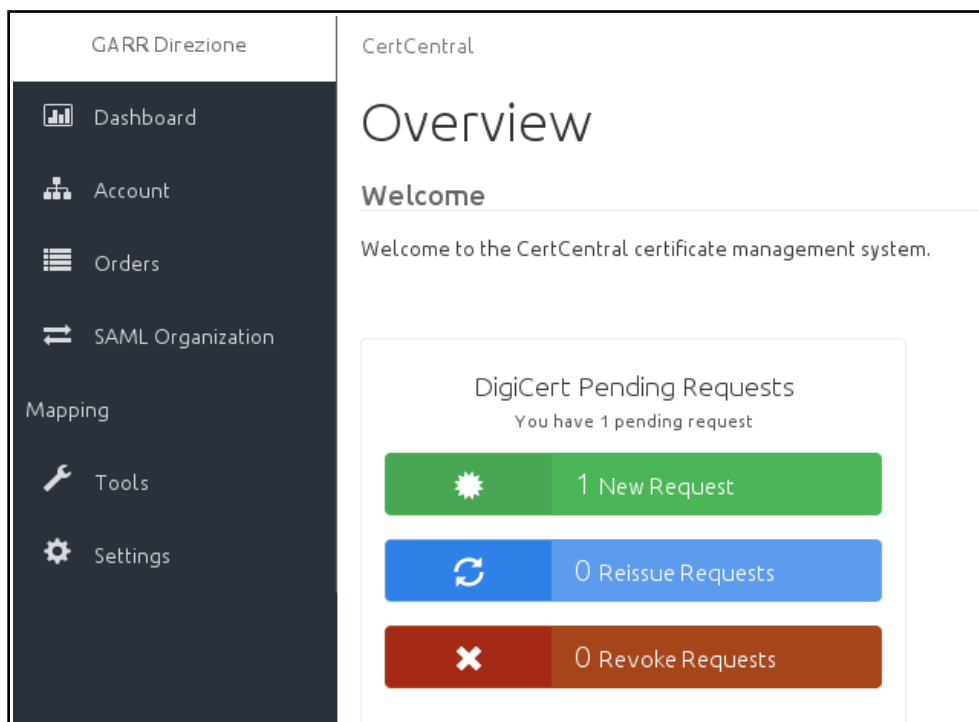 GARR Direzione
Dashboard
Account
Orders
SAML Organization
Mapping
Tools
Settings
CertCentral
Overview
Welcome
Welcome to the CertCentral certificate management system.
DigiCert Pending Requests
You have 1 pending request
1 New Request
0 Reissue Requests
0 Revoke Requests